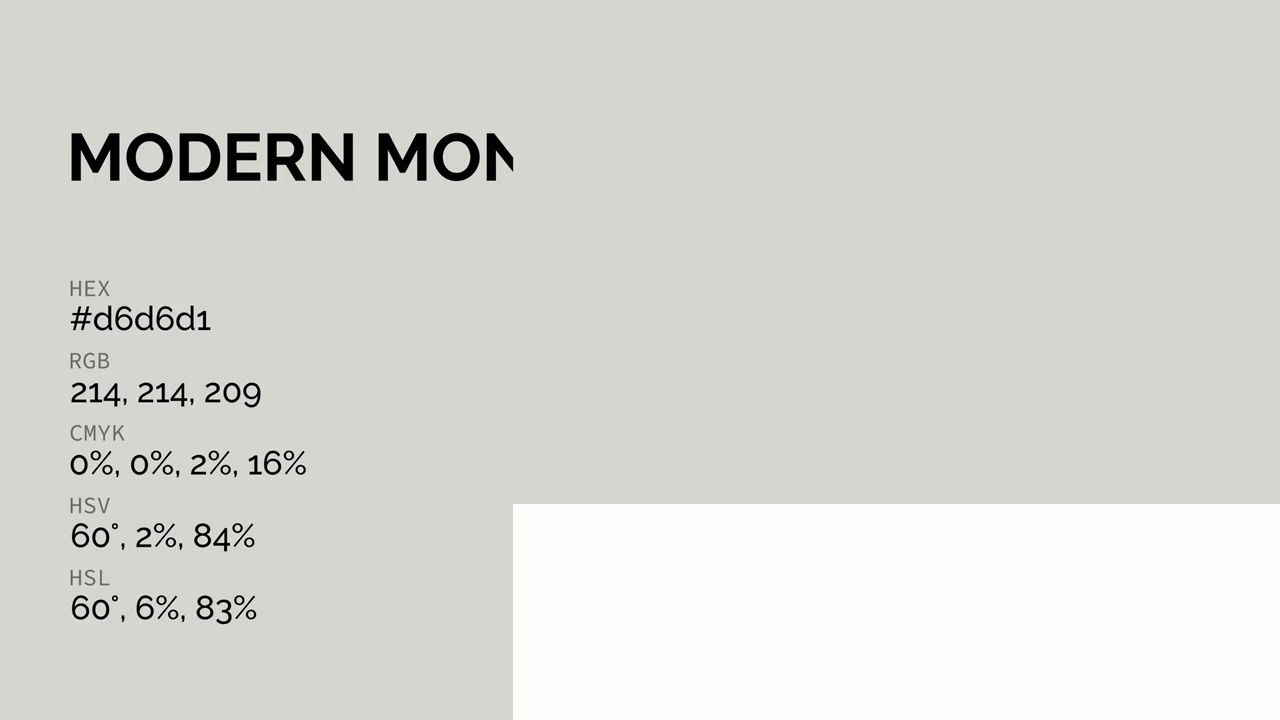 MODERN MON
HEX
#d6d6d1
RGB
214, 214, 209
CMYK
0%, 0%, 2%, 16%
HSV
60°, 2%, 84%
HSL
60°, 6%, 83%